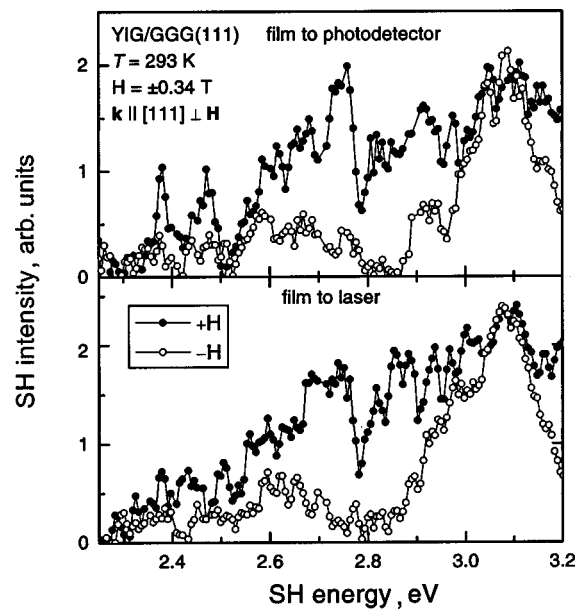 YIG/GGG(111) film to photodetector
T = 293 K
H = ±0.34 T
k || [111] ⊥ H
2
1
0
film to laser
+H
−H
2
1
0
2.4 2.6 2.8 3.0 3.2
SH energy, eV
SH intensity, arb. units